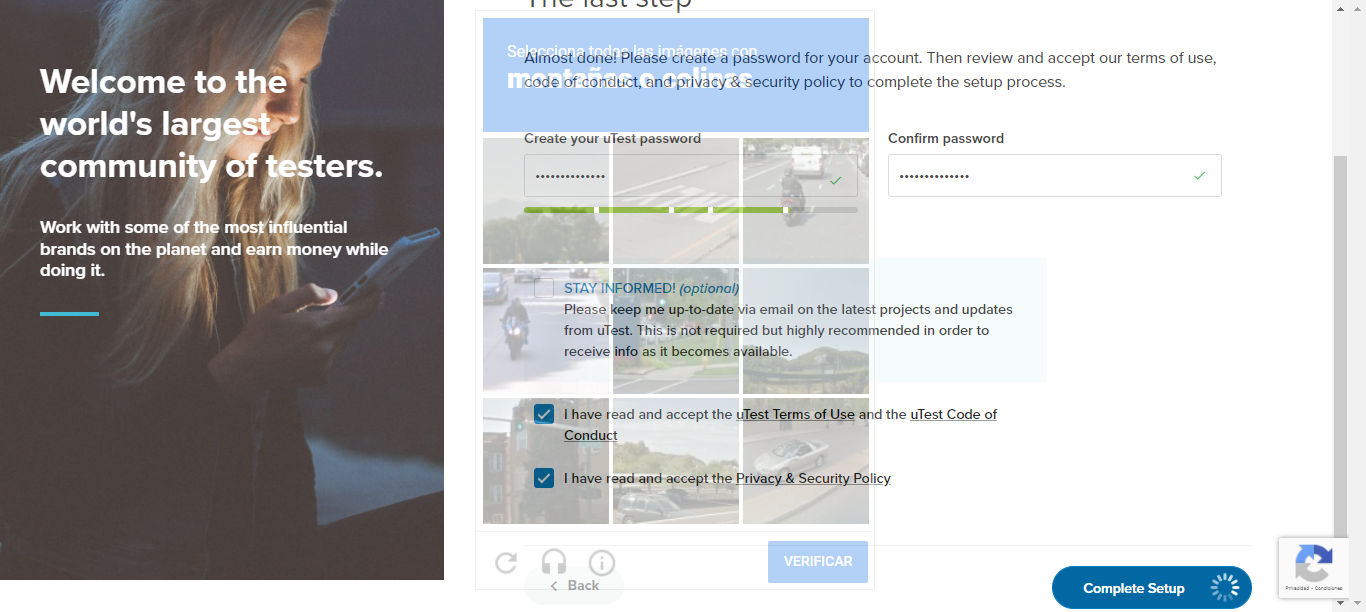 The last step
Welcome to the
world's largest
community of testers.
Work with some of the most influential
brands on the planet and earn money while
doing it.
Selecciona todas las imágenes con
montañas o colinas
Almost done! Please create a password for your account. Then review and accept our terms of use,
code of conduct, and privacy & security policy to complete the setup process.
Create your uTest password
Confirm password
••••••••••••••
••••••••••••••
STAY INFORMED! (optional)
Please keep me up-to-date via email on the latest projects and updates
from uTest. This is not required but highly recommended in order to
receive info as it becomes available.
I have read and accept the uTest Terms of Use and the uTest Code of
Conduct
I have read and accept the Privacy & Security Policy
VERIFICAR
Back
Complete Setup
Privacidad - Condiciones